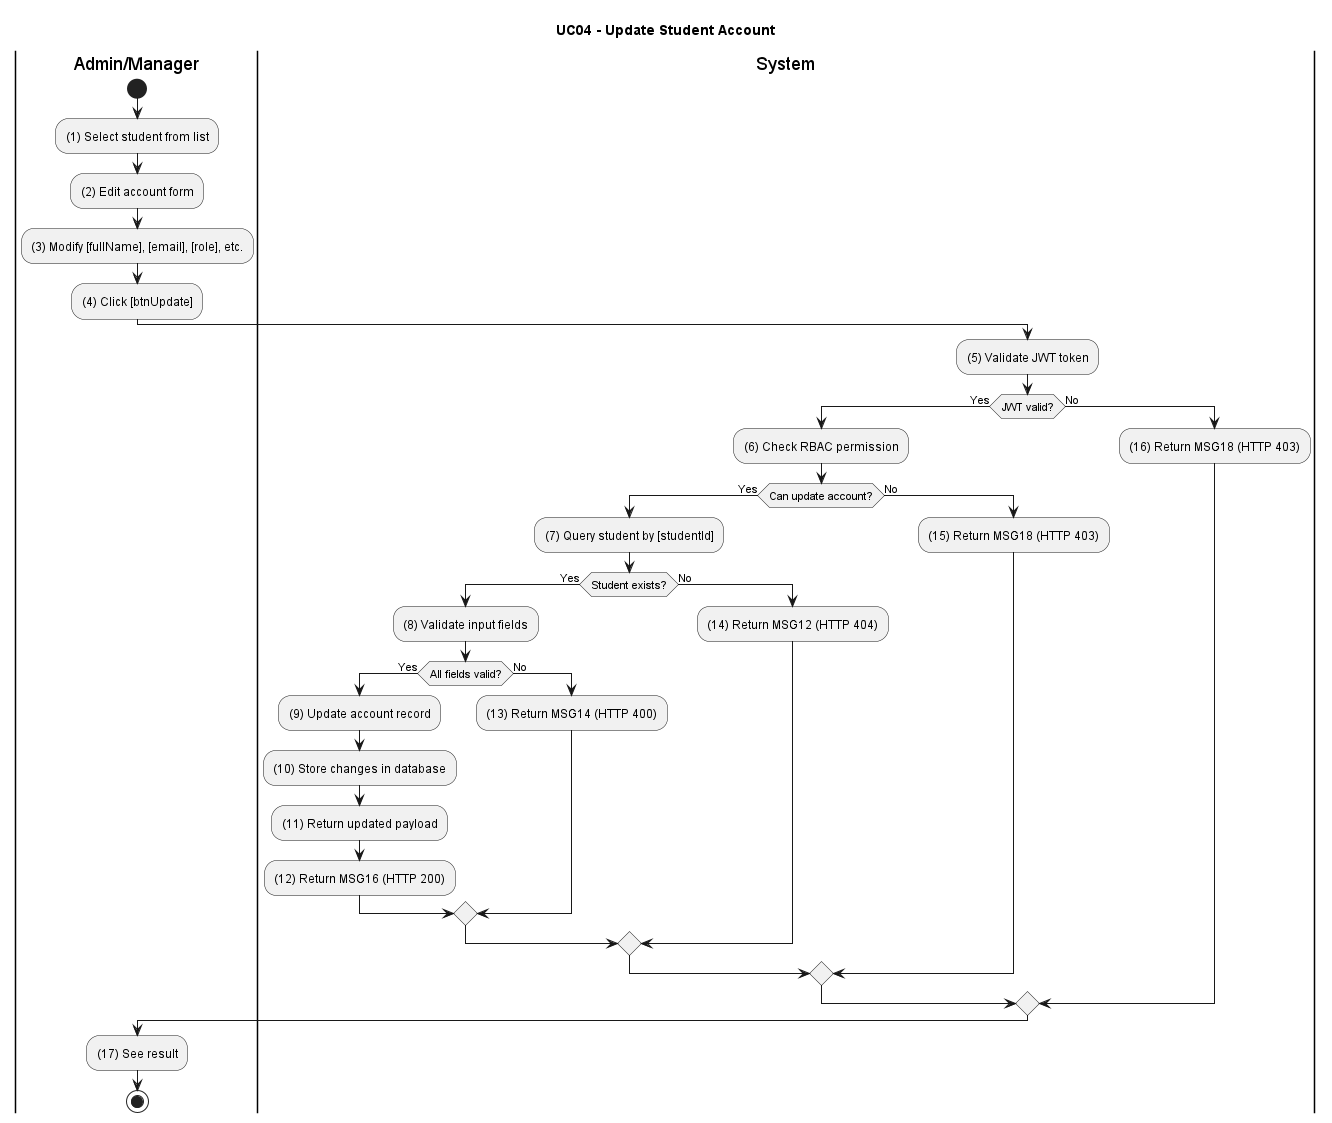 UC04 - Update Student Account
Admin/Manager
System
(1) Select student from list
(2) Edit account form
(3) Modify [fullName], [email], [role], etc.
(4) Click [btnUpdate]
(5) Validate JWT token
Yes
JWT valid?
No
(6) Check RBAC permission
(16) Return MSG18 (HTTP 403)
Yes
Can update account?
No
(7) Query student by [studentId]
(15) Return MSG18 (HTTP 403)
Yes
Student exists?
No
(8) Validate input fields
(14) Return MSG12 (HTTP 404)
Yes
All fields valid?
No
(9) Update account record
(13) Return MSG14 (HTTP 400)
(10) Store changes in database
(11) Return updated payload
(12) Return MSG16 (HTTP 200)
(17) See result